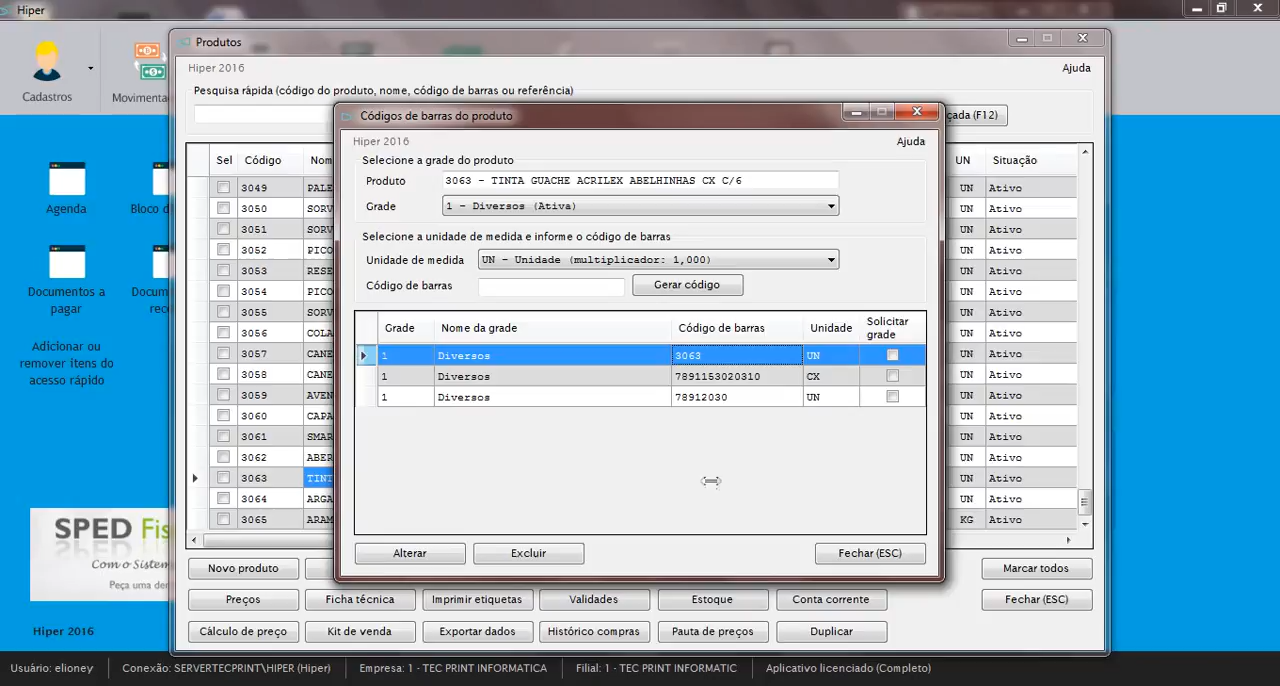 Hiper
Cadastros
Movimenta
Agenda
Bloco d
Documentos a
pagar
Docum
reco
Adicionar ou
remover itens do
acesso rápido
SPED Fis
Com o Sistem
Peça uma de
Hiper 2016
Produtos
Hiper 2016
Ajuda
Pesquisa rápida (código do produto, nome, código de barras ou referência)
çada (F12)
Sel Código Nom UN Situação
3049 PALE UN Ativo
3050 SORV UN Ativo
3051 SORV UN Ativo
3052 PICO UN Ativo
3053 RESE UN Ativo
3054 PICO UN Ativo
3055 SORV UN Ativo
3056 COLA UN Ativo
3057 CANE UN Ativo
3058 CANE UN Ativo
3059 AVEN UN Ativo
3060 CAPA UN Ativo
3061 SMAR UN Ativo
3062 ABER UN Ativo
3063 TINT UN Ativo
3064 ARGA UN Ativo
3065 ARAM KG Ativo
Códigos de barras do produto
Hiper 2016
Ajuda
Selecione a grade do produto
Produto 3063 - TINTA GUACHE ACRILEX ABELHINHAS CX C/6
Grade 1 - Diversos (Ativa)
Selecione a unidade de medida e informe o código de barras
Unidade de medida UN - Unidade (multiplicador: 1,000)
Código de barras Gerar código
Grade Nome da grade Código de barras Unidade Solicitar grade
1 Diversos 3063 UN
1 Diversos 7891153020310 CX
1 Diversos 78912030 UN
Alterar Excluir Fechar (ESC)
Novo produto Marcar todos
Preços Ficha técnica Imprimir etiquetas Validades Estoque Conta corrente Fechar (ESC)
Cálculo de preço Kit de venda Exportar dados Histórico compras Pauta de preços Duplicar
Usuário: elioney Conexão: SERVERTECPRINT\HIPER (Hiper) Empresa: 1 - TEC PRINT INFORMATICA Filial: 1 - TEC PRINT INFORMATIC Aplicativo licenciado (Completo)